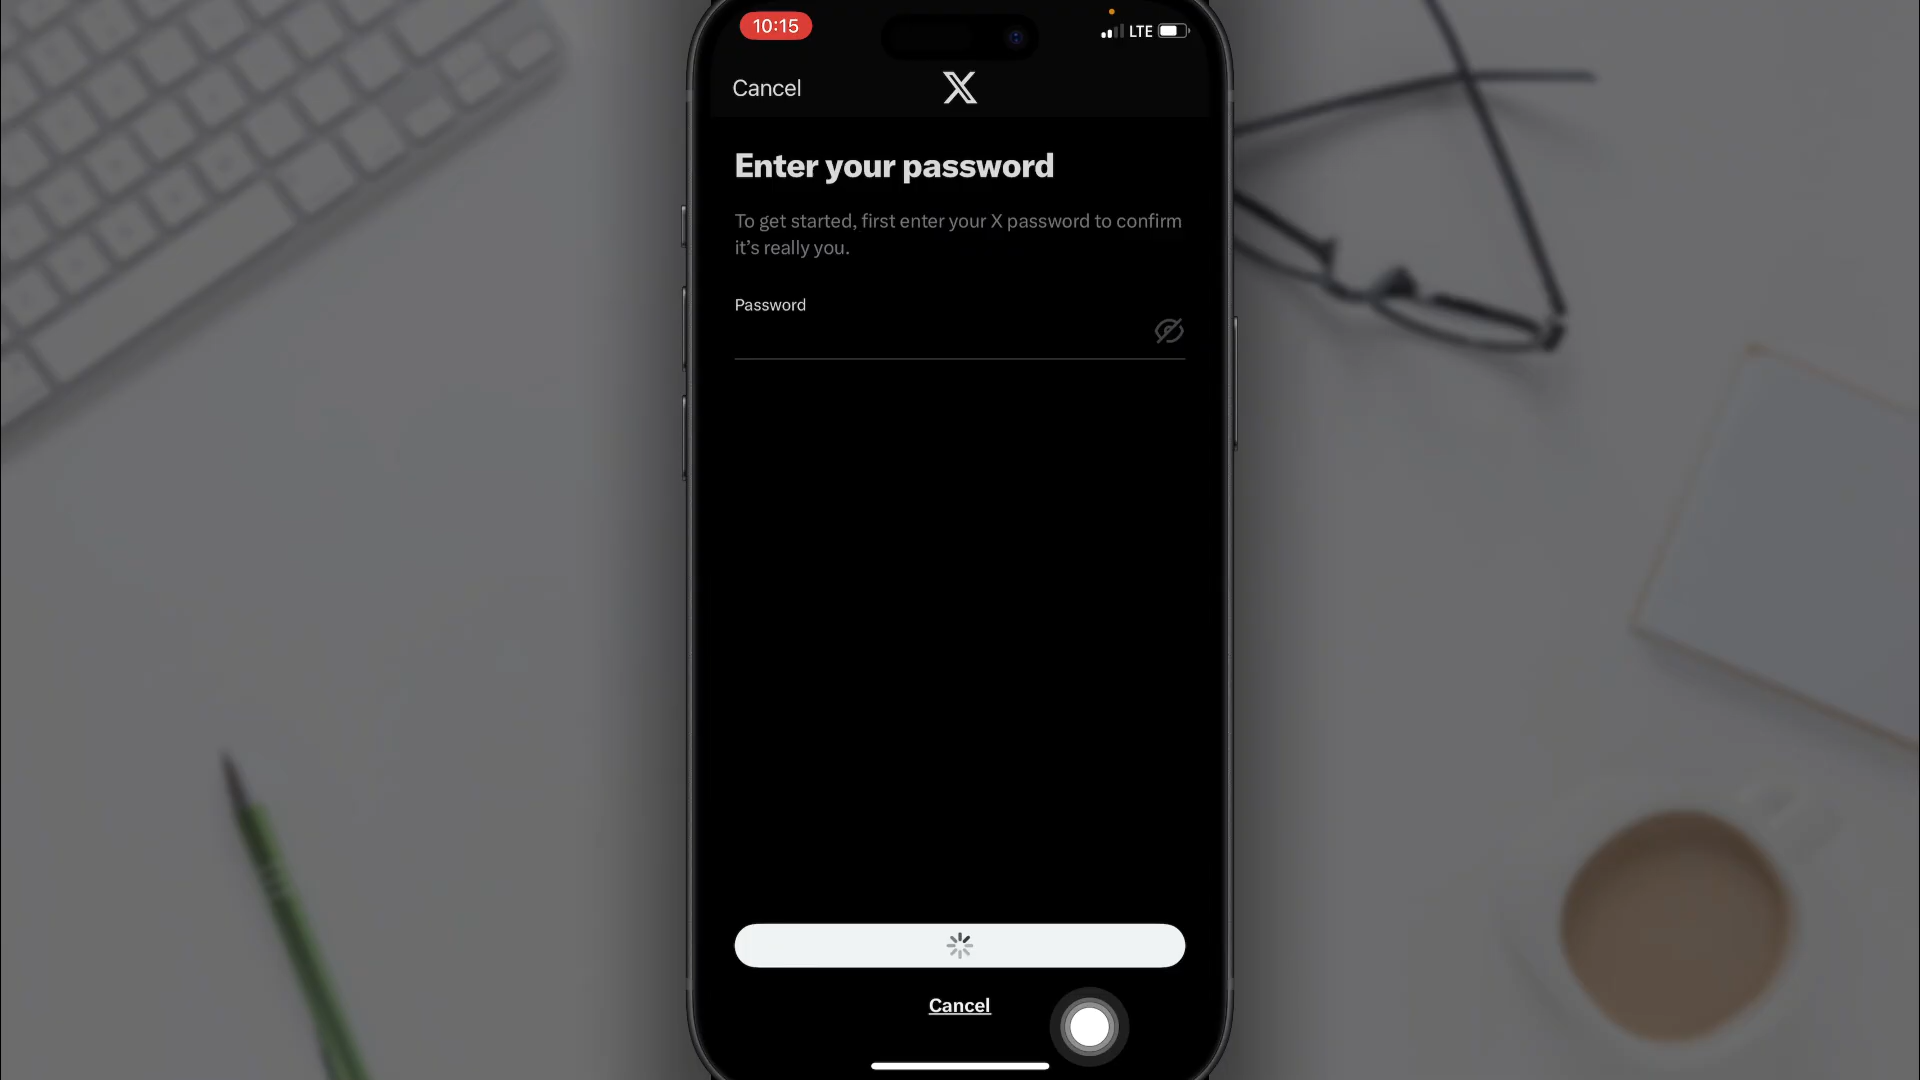 10:15
LTE
Cancel
X
Enter your password
To get started, first enter your X password to confirm
it’s really you.
Password
Cancel